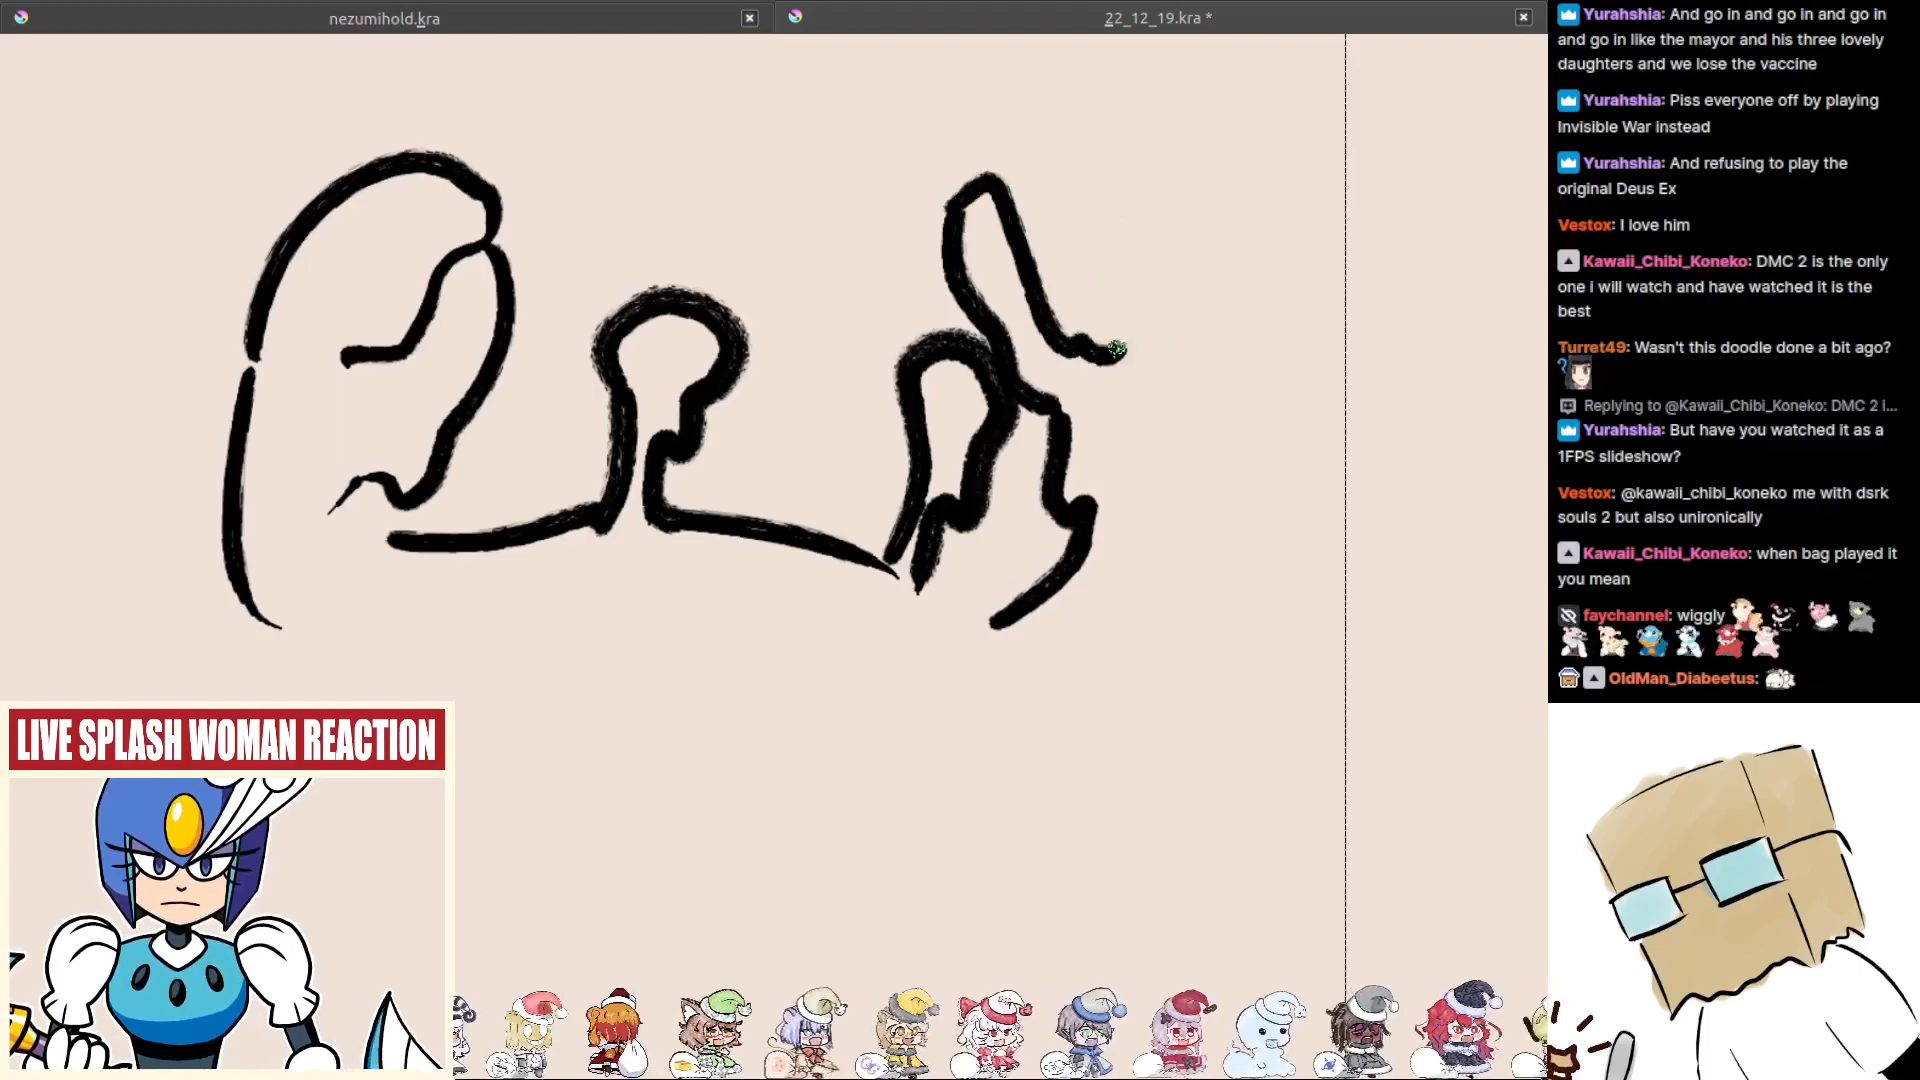 nezumihold.kra
22_12_19.kra *
Yurahshia: And go in and go in and go in
and go in like the mayor and his three lovely
daughters and we lose the vaccine
Yurahshia: Piss everyone off by playing
Invisible War instead
Yurahshia: And refusing to play the
original Deus Ex
Vestox: I love him
Kawaii_Chibi_Koneko: DMC 2 is the only
one i will watch and have watched it is the
best
Turret49: Wasn't this doodle done a bit ago?
Replying to @Kawaii_Chibi_Koneko: DMC 2 i...
Yurahshia: But have you watched it as a
1FPS slideshow?
Vestox: @kawaii_chibi_koneko me with dsrk
souls 2 but also unironically
Kawaii_Chibi_Koneko: when bag played it
you mean
faychannel: wiggly
OldMan_Diabeetus:
LIVE SPLASH WOMAN REACTION